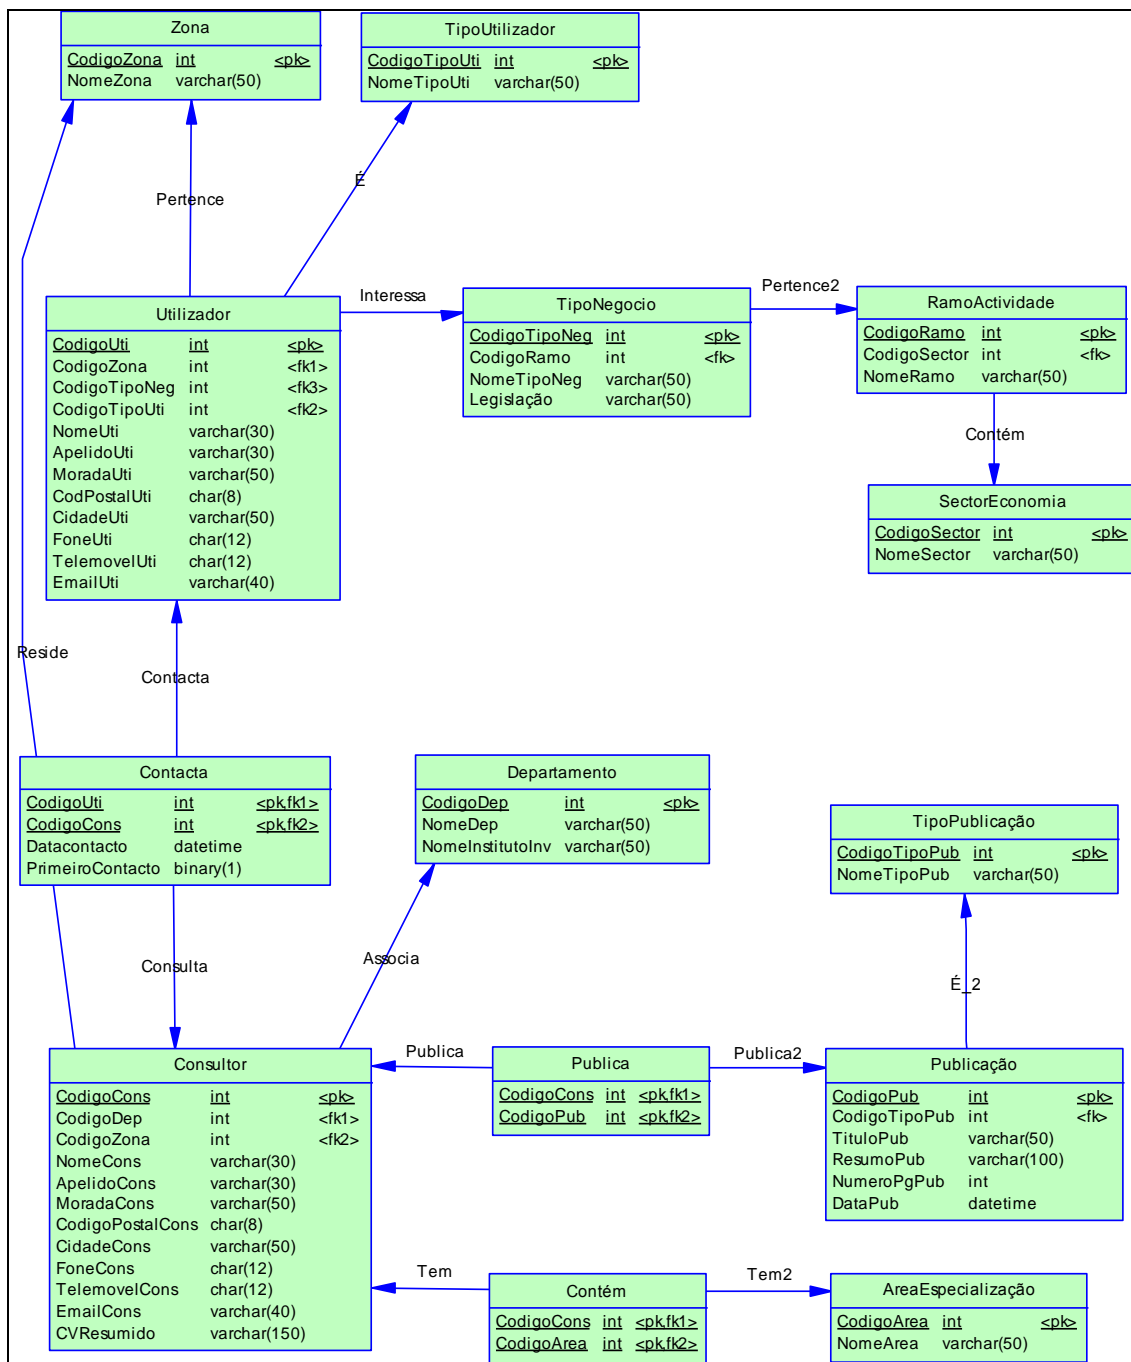 Zona
CodigoZona int <pk>
NomeZona varchar(50)
TipoUtilizador
CodigoTipoUti int <pk>
NomeTipoUti varchar(50)
É
Pertence
Utilizador
CodigoUti int <pk>
CodigoZona int <fk1>
CodigoTipoNeg int <fk3>
CodigoTipoUti int <fk2>
NomeUti varchar(30)
ApelidoUti varchar(30)
MoradaUti varchar(50)
CodPostalUti char(8)
CidadeUti varchar(50)
FoneUti char(12)
TelemovelUti char(12)
EmailUti varchar(40)
Interessa
TipoNegocio
CodigoTipoNeg int <pk>
CodigoRamo int <fk>
NomeTipoNeg varchar(50)
Legislação varchar(50)
Pertence2
RamoActividade
CodigoRamo int <pk>
CodigoSector int <fk>
NomeRamo varchar(50)
Contém
SectorEconomia
CodigoSector int <pk>
NomeSector varchar(50)
Reside
Contacta
Contacta
CodigoUti int <pk,fk1>
CodigoCons int <pk,fk2>
Datacontacto datetime
PrimeiroContacto binary(1)
Departamento
CodigoDep int <pk>
NomeDep varchar(50)
NomeInstitutoInv varchar(50)
TipoPublicação
CodigoTipoPub int <pk>
NomeTipoPub varchar(50)
Consulta
Associa
É_2
Consultor
CodigoCons int <pk>
CodigoDep int <fk1>
CodigoZona int <fk2>
NomeCons varchar(30)
ApelidoCons varchar(30)
MoradaCons varchar(50)
CodigoPostalCons char(8)
CidadeCons varchar(50)
FoneCons char(12)
TelemovelCons char(12)
EmailCons varchar(40)
CVResumido varchar(150)
Publica
Publica
CodigoCons int <pk,fk1>
CodigoPub int <pk,fk2>
Publica2
Publicação
CodigoPub int <pk>
CodigoTipoPub int <fk>
TituloPub varchar(50)
ResumoPub varchar(100)
NumeroPgPub int
DataPub datetime
Tem
Contém
CodigoCons int <pk,fk1>
CodigoArea int <pk,fk2>
Tem2
AreaEspecialização
CodigoArea int <pk>
NomeArea varchar(50)